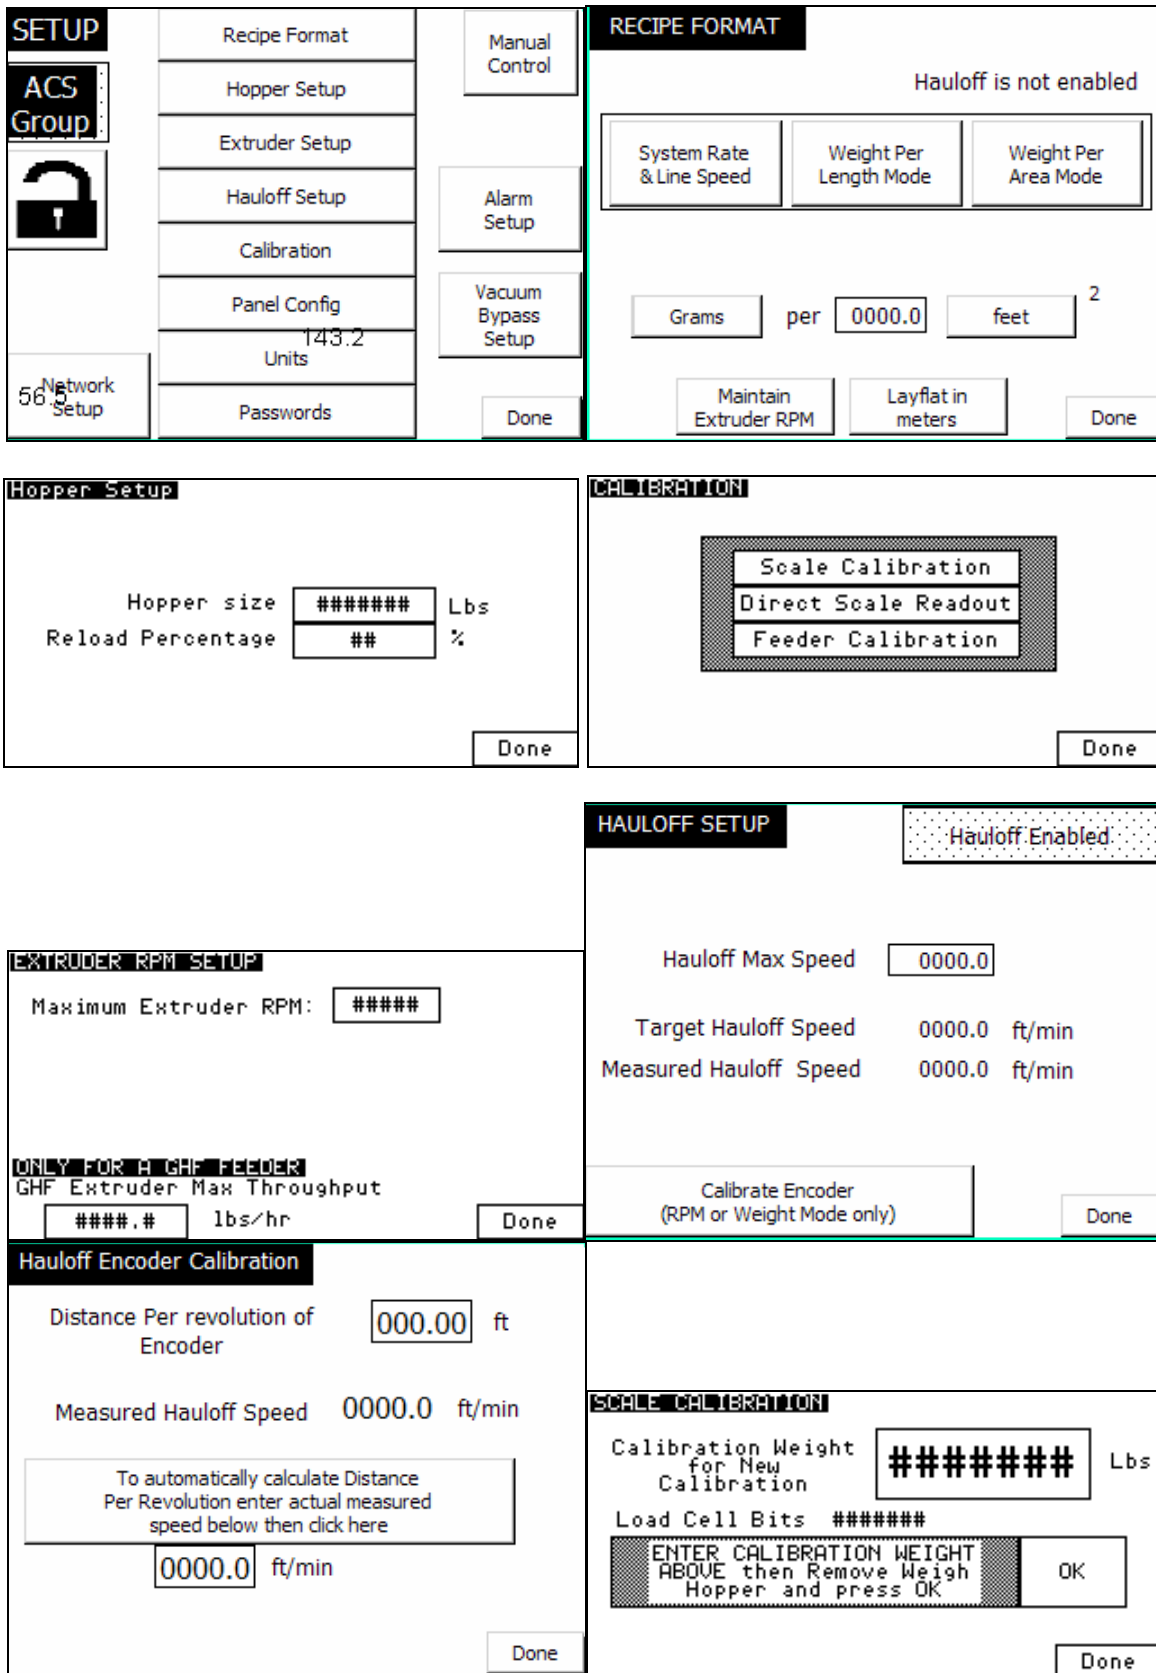 SETUP
ACS
Group
Recipe Format
Hopper Setup
Extruder Setup
Hauloff Setup
Calibration
Panel Config
143.2
Units
Passwords
Manual
Control
Alarm
Setup
Vacuum
Bypass
Setup
56.5
Network
Setup
Done
RECIPE FORMAT
Hauloff is not enabled
System Rate
& Line Speed
Weight Per
Length Mode
Weight Per
Area Mode
Grams per 0000.0 feet 2
Maintain
Extruder RPM
Layflat in
meters
Done
Hopper Setup
Hopper size ####### Lbs
Reload Percentage ## %
Done
CALIBRATION
Scale Calibration
Direct Scale Readout
Feeder Calibration
Done
EXTRUDER RPM SETUP
Maximum Extruder RPM: #####
ONLY FOR A GHF FEEDER
GHF Extruder Max Throughput
####.# lbs/hr
Done
HAULOFF SETUP
Hauloff Enabled
Hauloff Max Speed 0000.0
Target Hauloff Speed 0000.0 ft/min
Measured Hauloff Speed 0000.0 ft/min
Calibrate Encoder
(RPM or Weight Mode only)
Done
Hauloff Encoder Calibration
Distance Per revolution of
Encoder
000.00 ft
Measured Hauloff Speed 0000.0 ft/min
To automatically calculate Distance
Per Revolution enter actual measured
speed below then click here
0000.0 ft/min
Done
SCALE CALIBRATION
Calibration Weight
for New
Calibration
####### Lbs
Load Cell Bits #######
ENTER CALIBRATION WEIGHT
ABOVE then Remove Weigh
Hopper and press OK
OK
Done